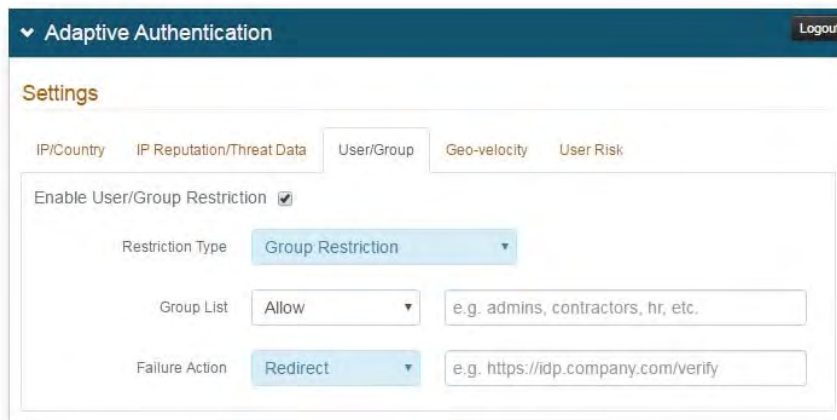 Adaptive Authentication Logout
Settings
IP/Country IP Reputation/Threat Data User/Group Geo-velocity User Risk
Enable User/Group Restriction
Restriction Type Group Restriction
Group List Allow e.g. admins, contractors, hr, etc.
Failure Action Redirect e.g. https://idp.company.com/verify